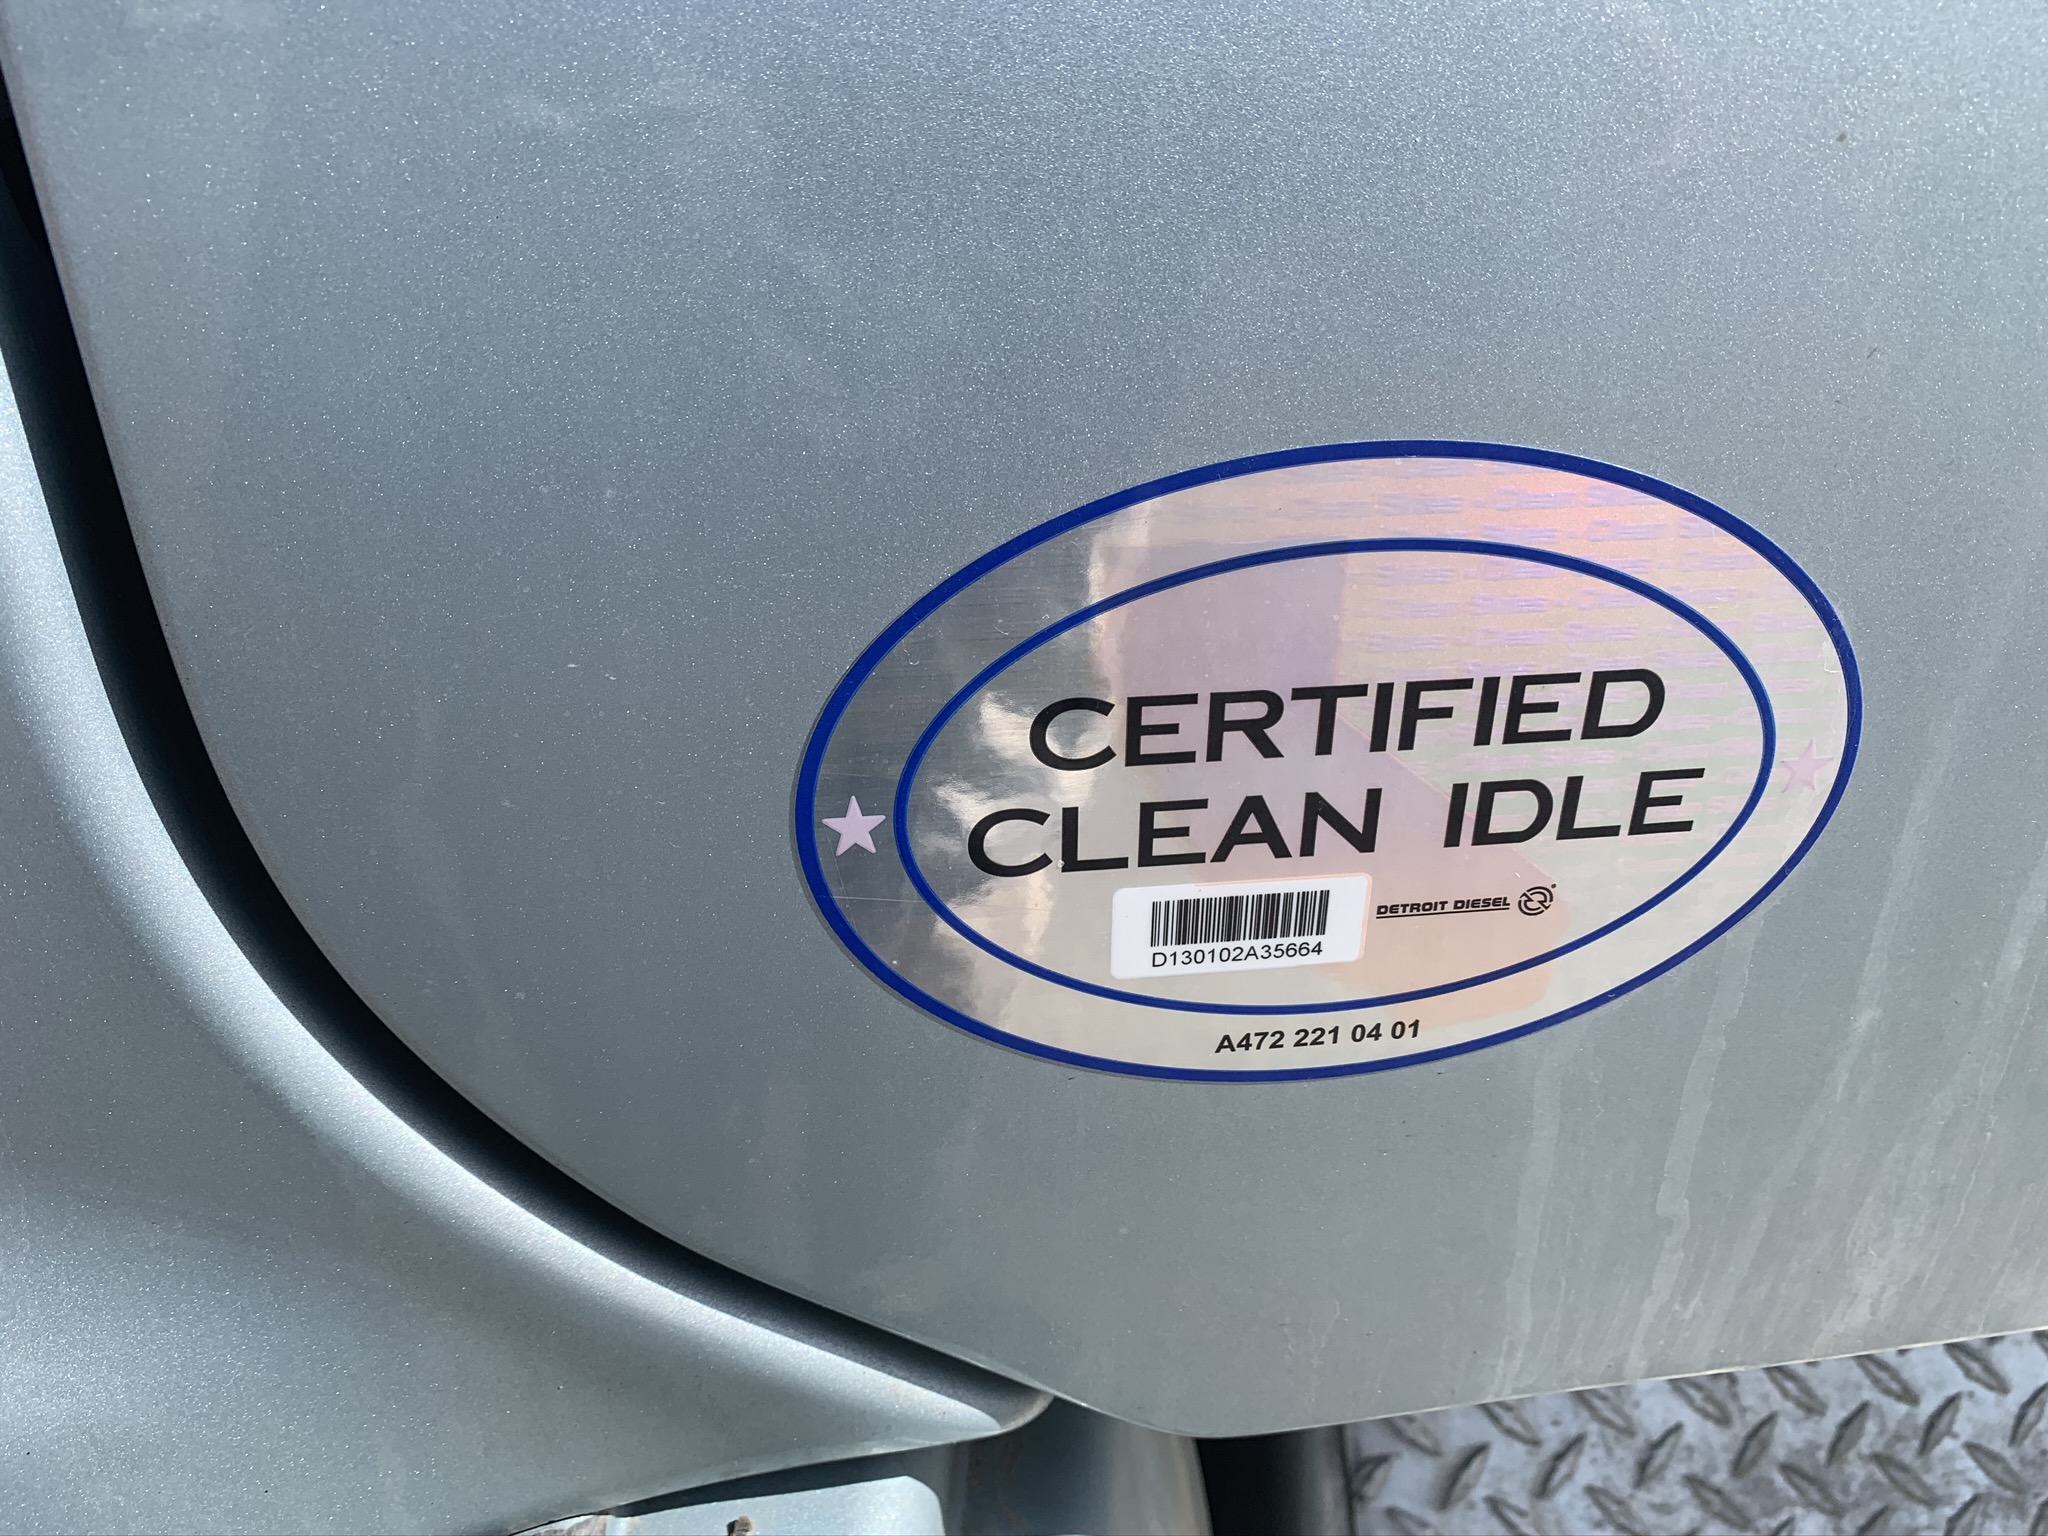 CERTIFIED
CLEAN IDLE
DETROIT DIESEL
D130102A35664
A472 221 04 01